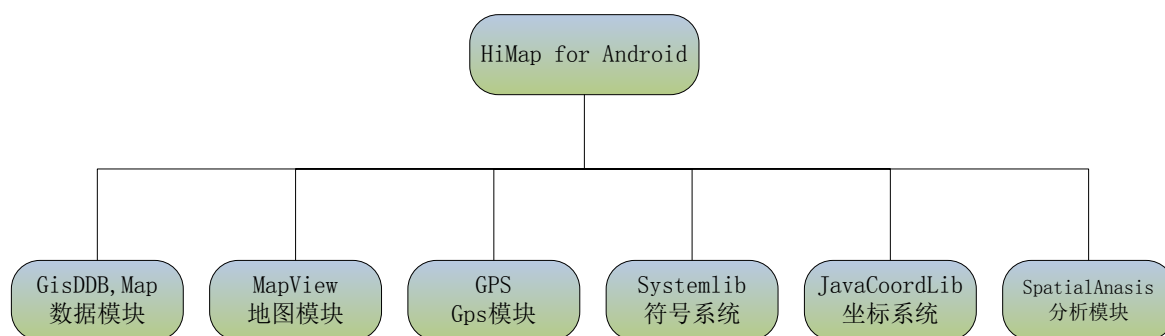 HiMap for Android
GisDDB,Map
数据模块
MapView
地图模块
GPS
Gps模块
Systemlib
符号系统
JavaCoordLib
坐标系统
SpatialAnasis
分析模块